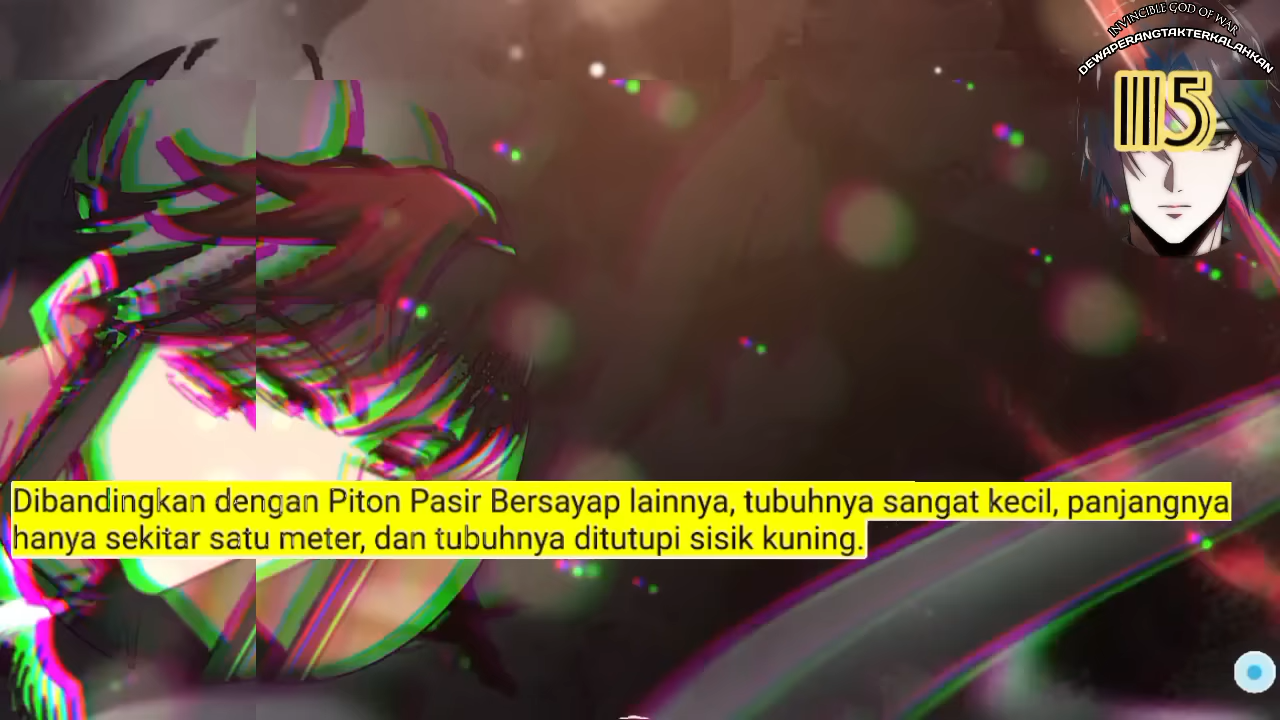 INVINCIBLE GOD OF WAR
DEWAPERANGTAKTERKALAHKAN
115
Dibandingkan dengan Piton Pasir Bersayap lainnya, tubuhnya sangat kecil, panjangnya
hanya sekitar satu meter, dan tubuhnya ditutupi sisik kuning.